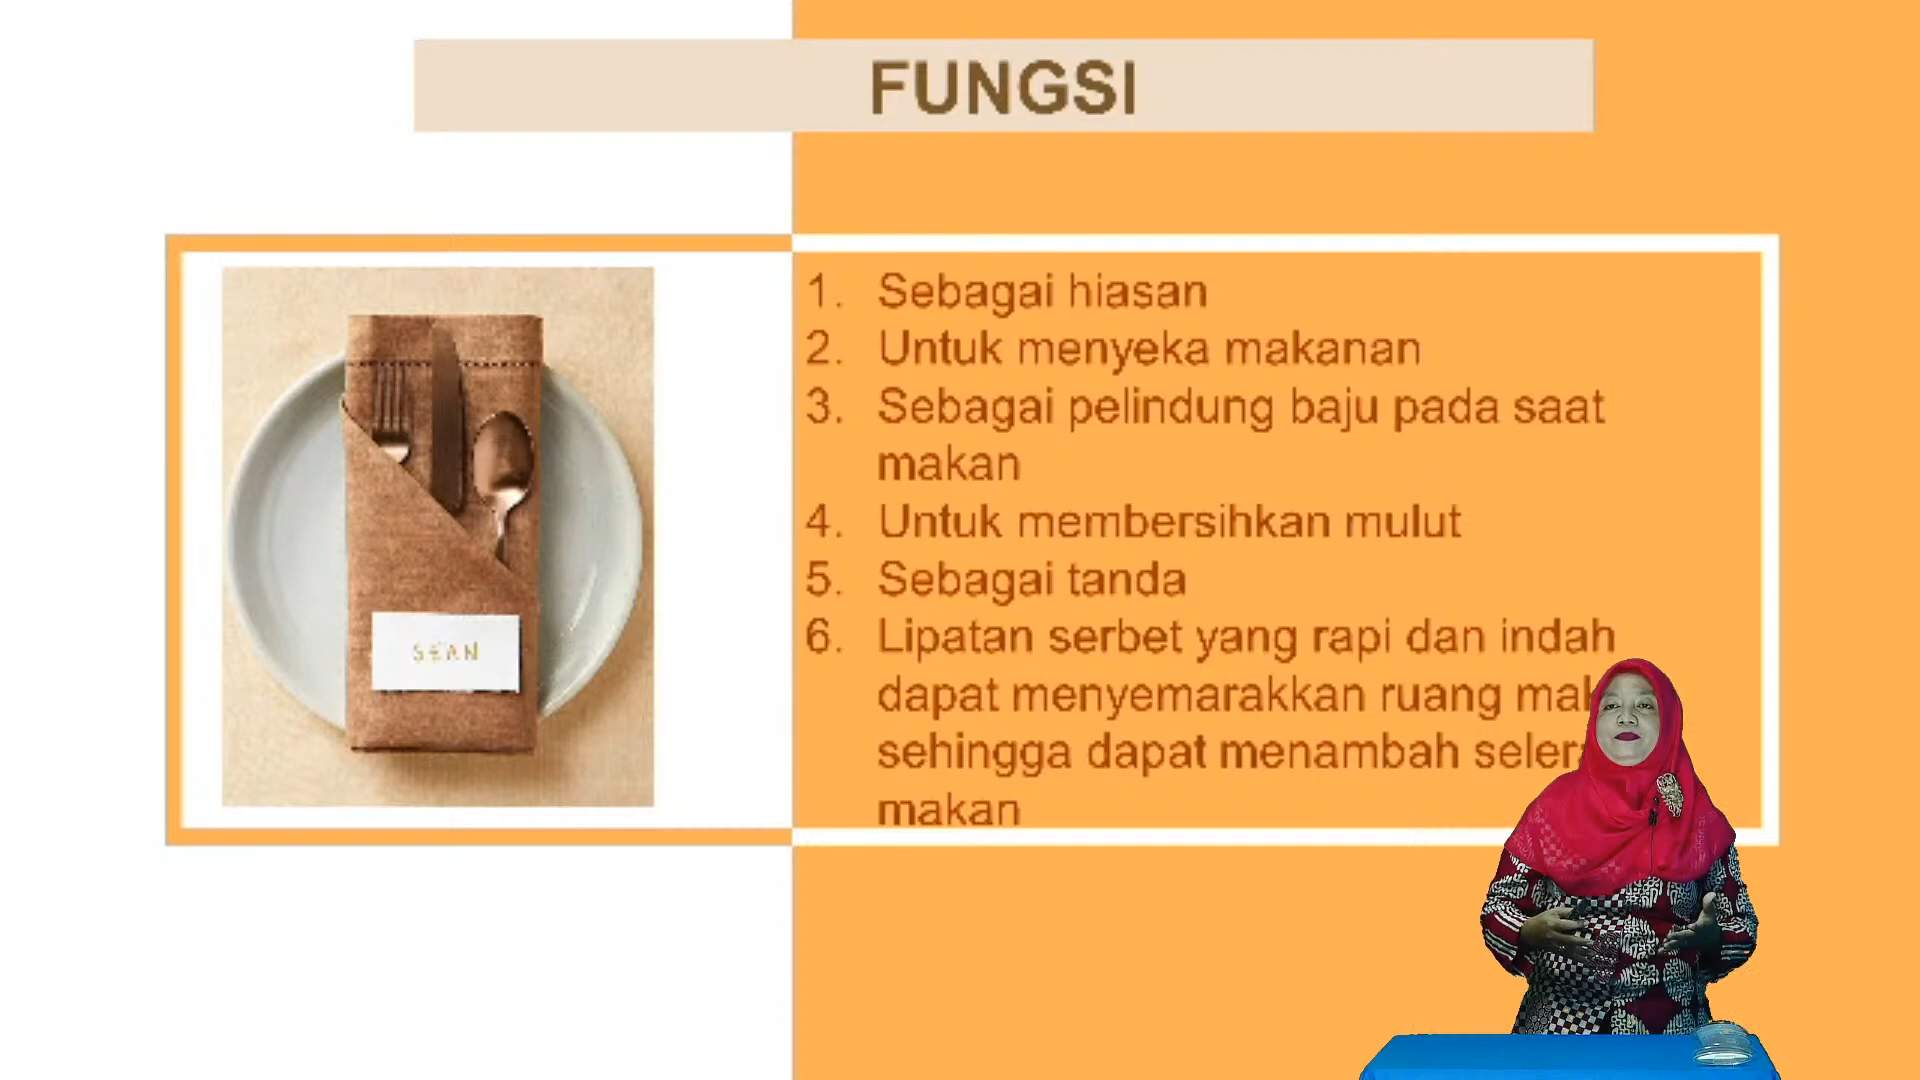 FUNGSI
1. Sebagai hiasan
2. Untuk menyeka makanan
3. Sebagai pelindung baju pada saat
makan
4. Untuk membersihkan mulut
5. Sebagai tanda
6. Lipatan serbet yang rapi dan indah
dapat menyemarakkan ruang
sehingga dapat menambah selera
makan
SEAN